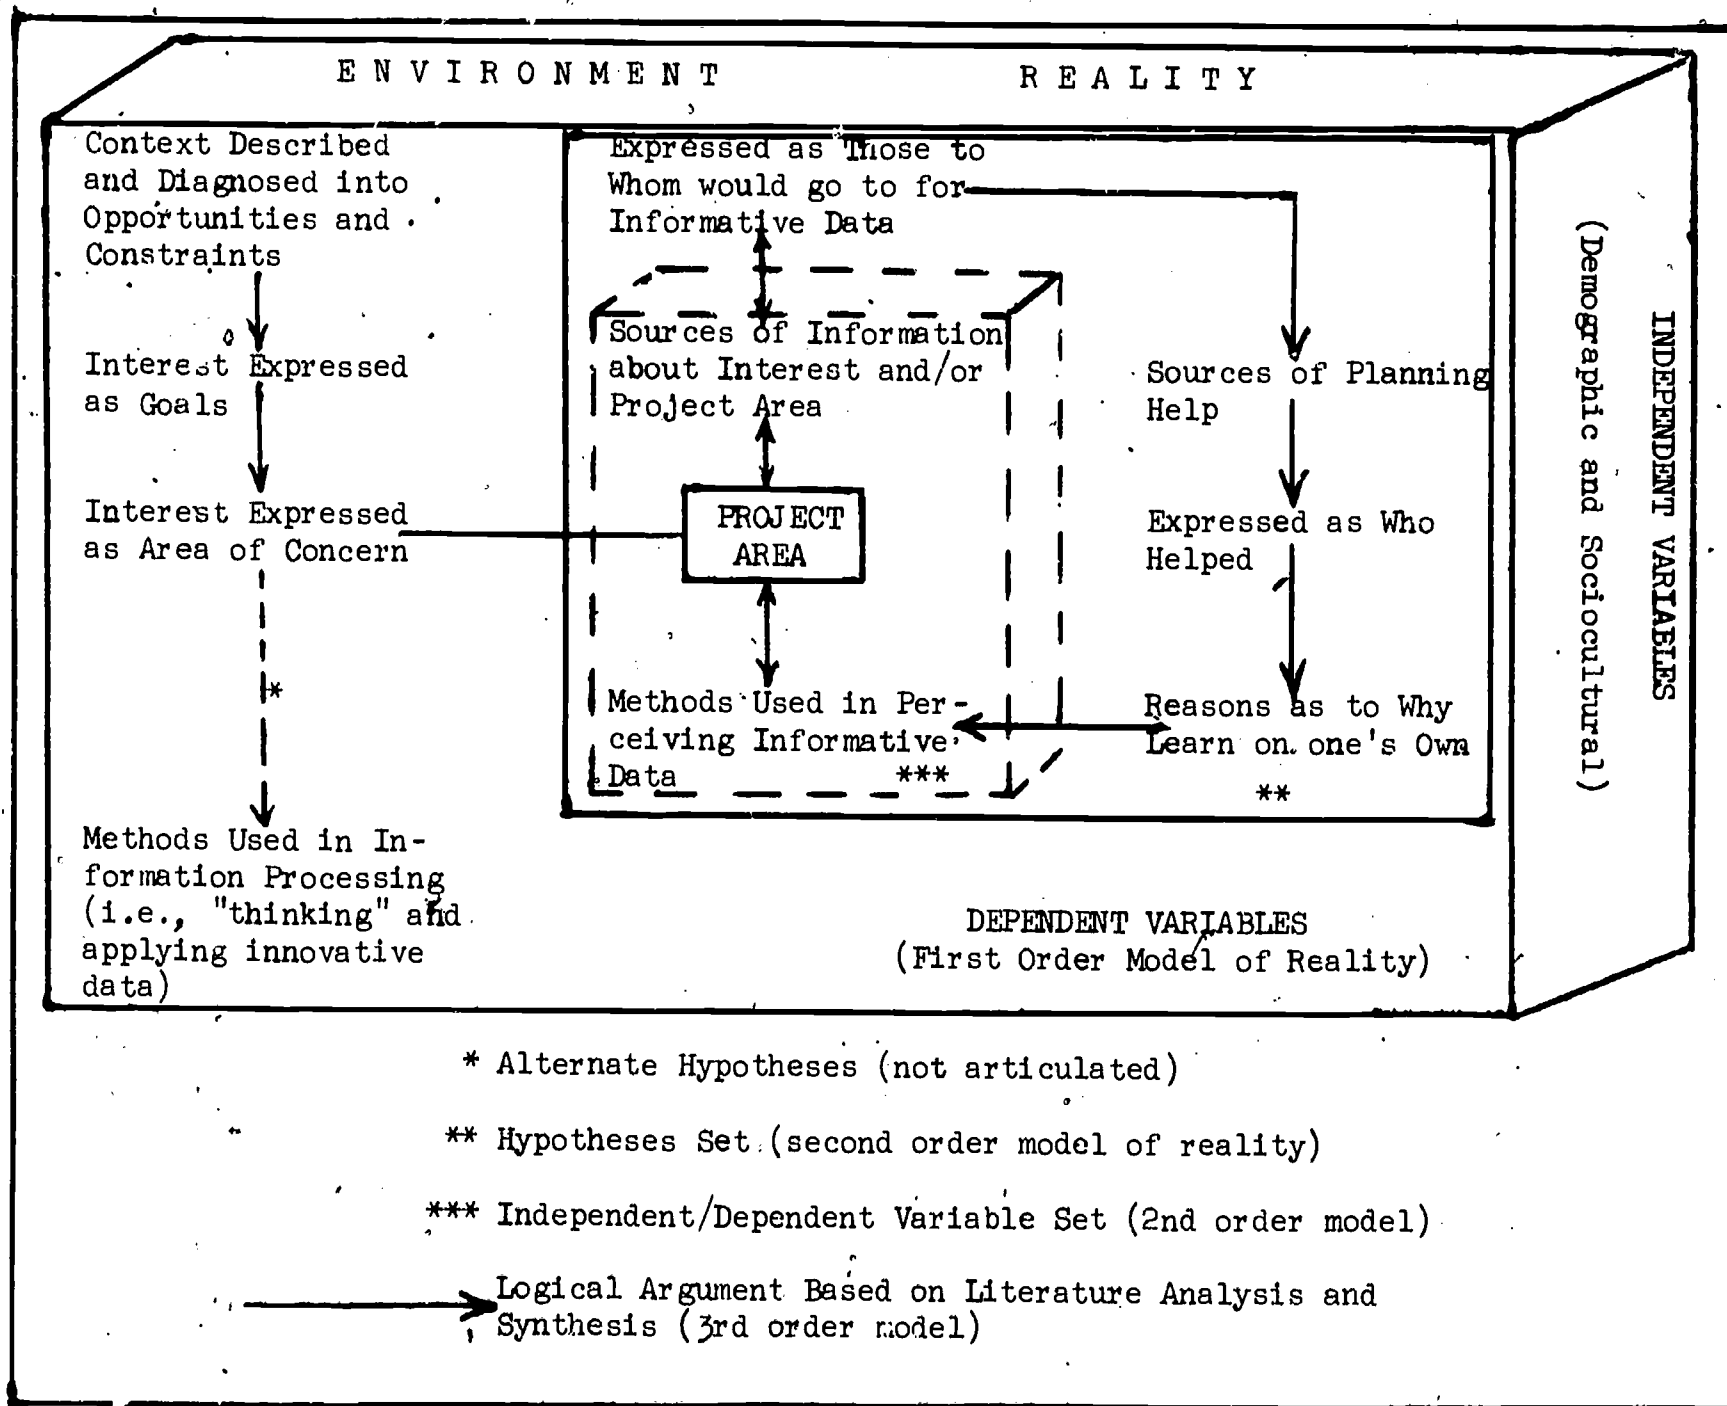 E N V I R O N M E N T R E A L I T Y
Context Described
and Diagnosed into
Opportunities and
Constraints
Interest Expressed
as Goals
Interest Expressed
as Area of Concern
*
Methods Used in In-
formation Processing
(i.e., "thinking" and
applying innovative
data)
Expressed as Those to
Whom would go to for
Informative Data
Sources of Information
about Interest and/or
Project Area
PROJECT
AREA
Methods Used in Per-
ceiving Informative
Data ***
Sources of Planning
Help
Expressed as Who
Helped
Reasons as to Why
Learn on one's Own
**
DEPENDENT VARIABLES
(First Order Model of Reality)
INDEPENDENT VARIABLES
(Demographic and Sociocultural)
* Alternate Hypotheses (not articulated)
** Hypotheses Set (second order model of reality)
*** Independent/Dependent Variable Set (2nd order model)
Logical Argument Based on Literature Analysis and
Synthesis (3rd order model)